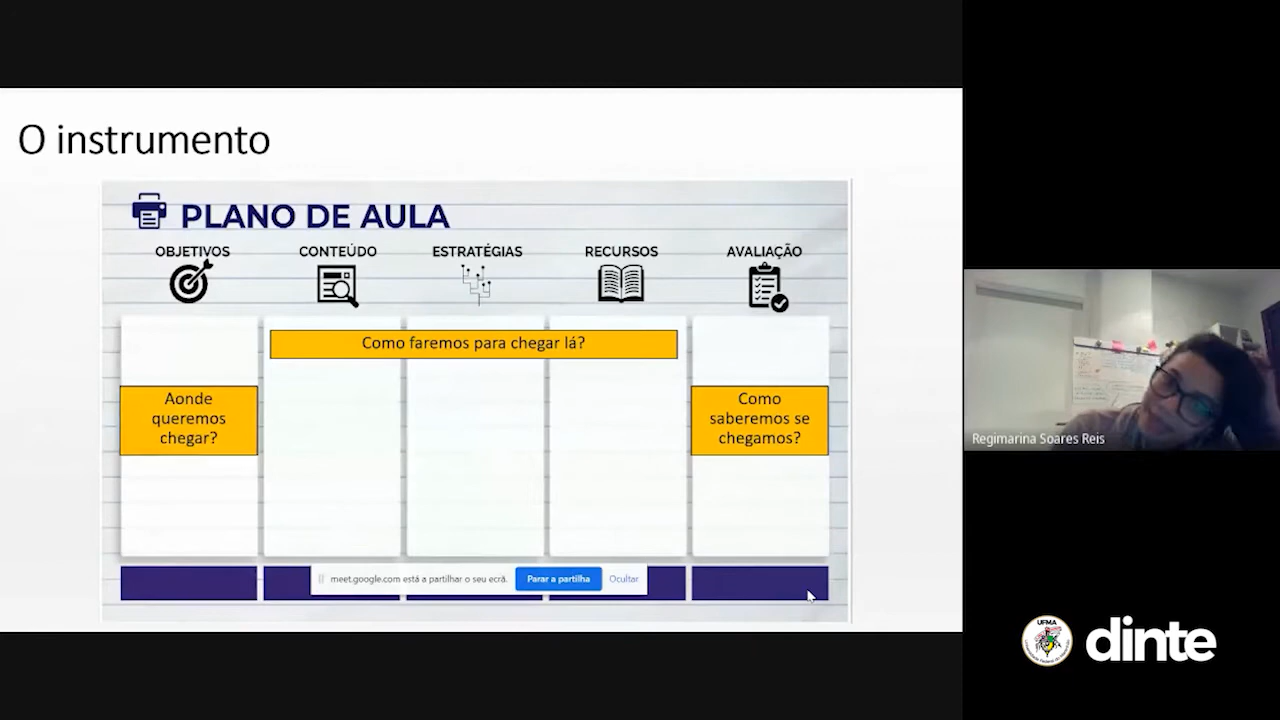 O instrumento
PLANO DE AULA
OBJETIVOS CONTEÚDO ESTRATÉGIAS RECURSOS AVALIAÇÃO
Como faremos para chegar lá?
Aonde
queremos
chegar?
Como
saberemos se
chegamos?
meet.google.com está a partilhar o seu ecrã. Parar a partilha Ocultar
Regimarina Soares Reis
UFMA
dinte